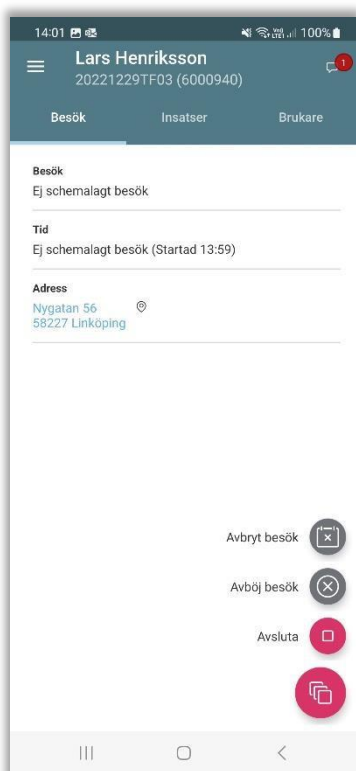 14:01 100%
Lars Henriksson
20221229TF03 (6000940)
1
Besök Insatser Brukare
Besök
Ej schemalagt besök
Tid
Ej schemalagt besök (Startad 13:59)
Adress
Nygatan 56
58227 Linköping
Avbryt besök
Avböj besök
Avsluta